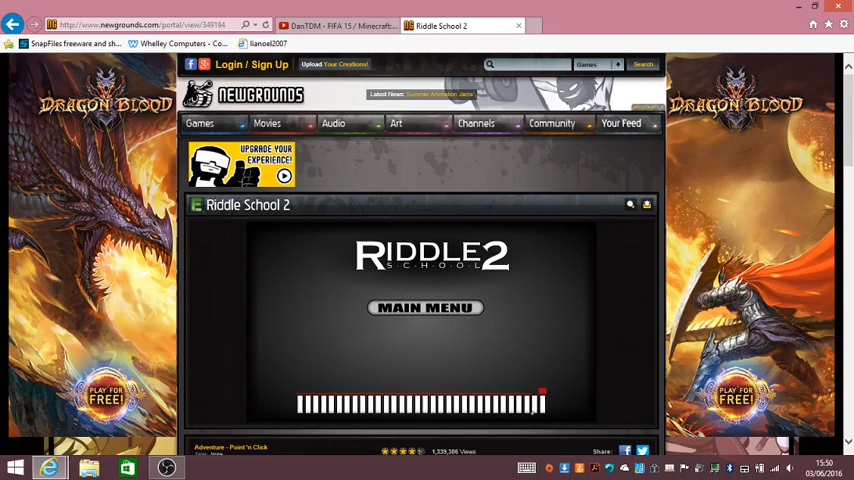 http://www.newgrounds.com/portal/view/349194
DanTDM - FIFA 15 / Minecraft:...
Riddle School 2
SnapFiles freeware and sh...
Whelley Computers - Co...
lianoel2007
Login / Sign Up
Upload Your Creations!
Games
Search
NEWGROUNDS
Latest News: Summer Animation Jams
DRAGON BLOOD
DRAGON BLOOD
Games
Movies
Audio
Art
Channels
Community
Your Feed
UPGRADE YOUR
EXPERIENCE!
E Riddle School 2
RIDDLE 2
SCHOOL
MAIN MENU
PLAY FOR
FREE!
PLAY FOR
FREE!
Adventure - Point 'n Click
1,339,306 Views
Share:
15:50
03/06/2016